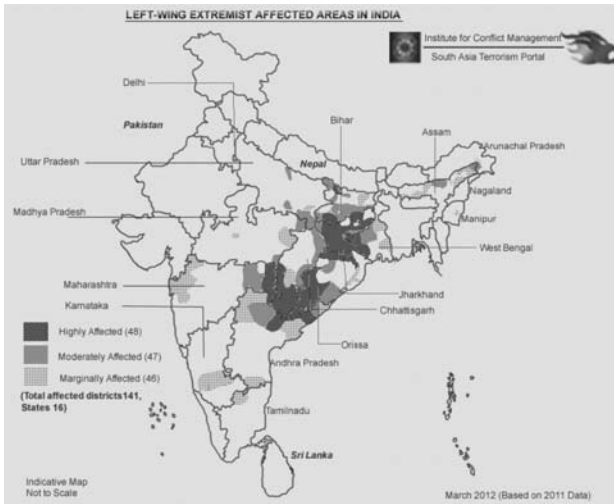 LEFT-WING EXTREMIST AFFECTED AREAS IN INDIA
Institute for Conflict Management
South Asia Terrorism Portal
Delhi
Pakistan
Bihar
Assam
Arunachal Pradesh
Uttar Pradesh
Nepal
Nagaland
Madhya Pradesh
Manipur
West Bengal
Maharashtra
Jharkhand
Karnataka
Chhattisgarh
Highly Affected (48)
Orissa
Moderately Affected (47)
Andhra Pradesh
Marginally Affected (46)
(Total affected districts141,
States 16)
Tamilnadu
Sri Lanka
Indicative Map
Not to Scale
March 2012 (Based on 2011 Data)